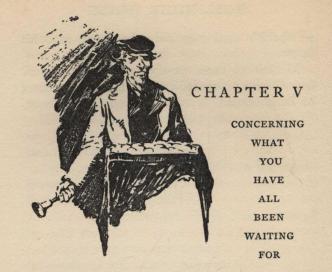 CHAPTER V
CONCERNING
WHAT
YOU
HAVE
ALL
BEEN
WAITING
FOR